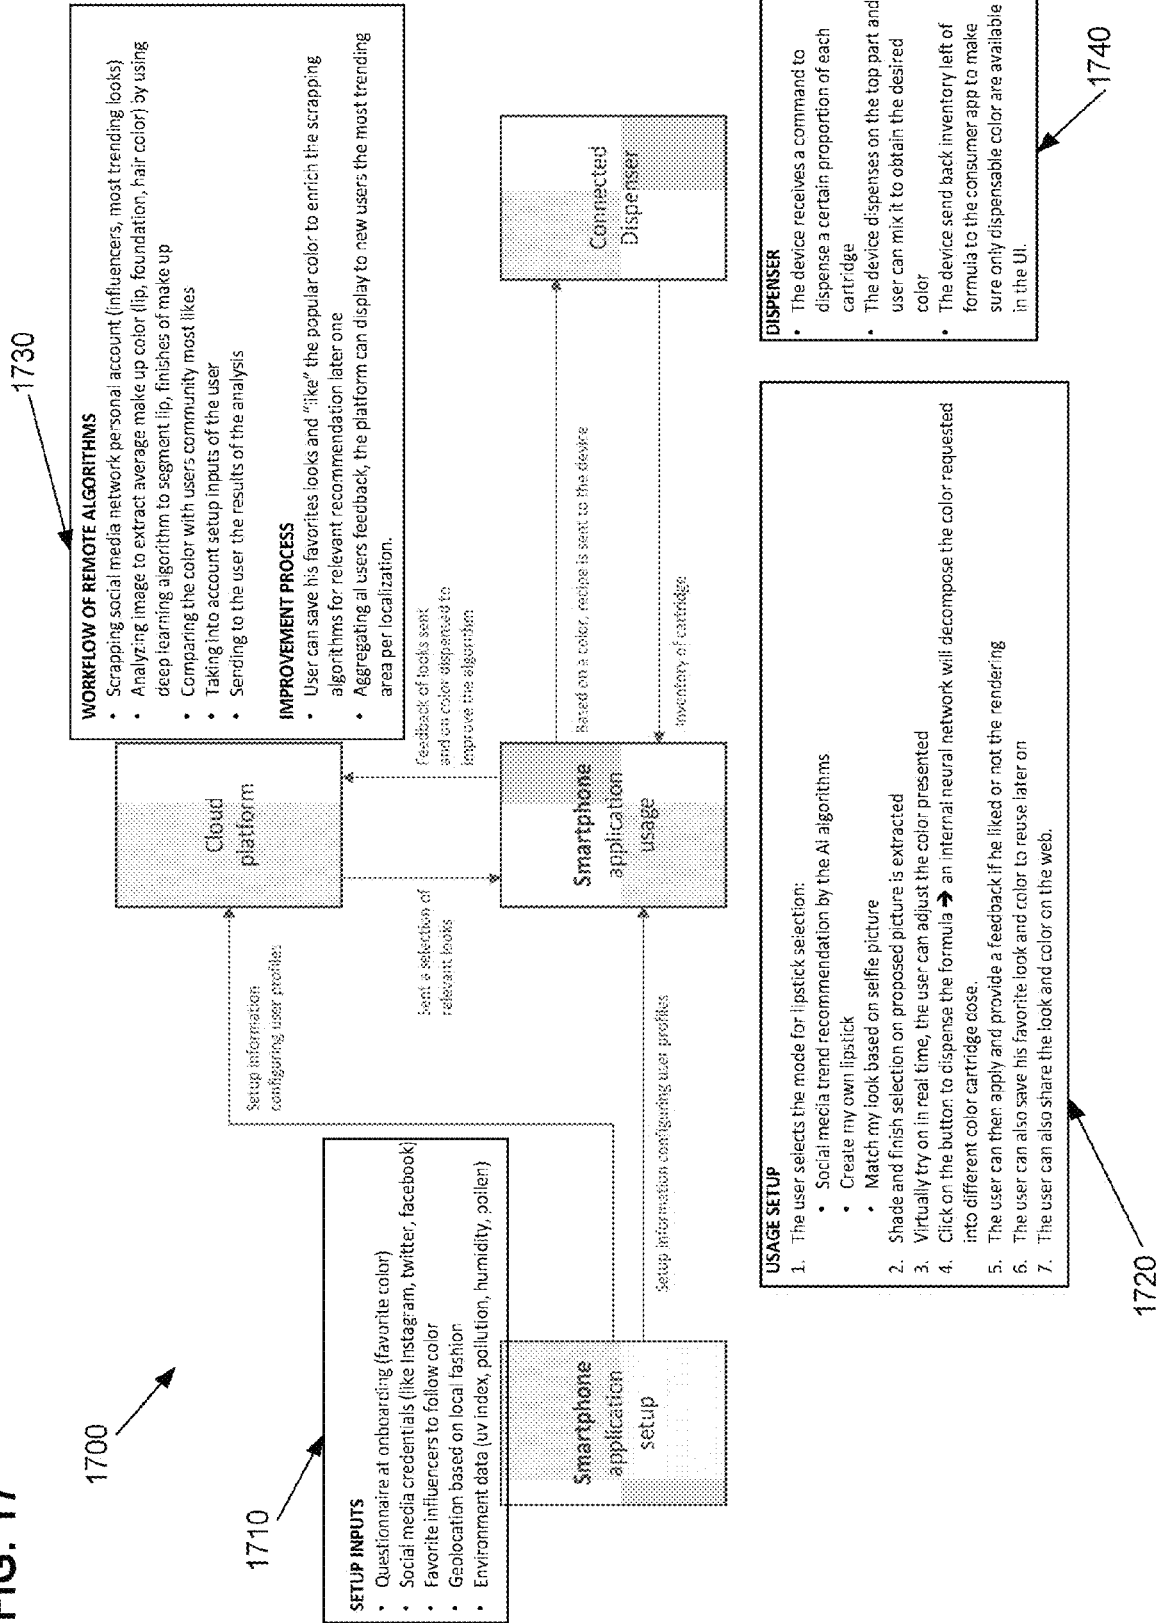 FIG. 17
1700
1710
SETUP INPUTS
• Questionnaire at onboarding (favorite color)
• Social media credentials (like Instagram, twitter, facebook)
• Favorite influencers to follow color
• Geolocation based on local fashion
• Environment data (uv index, pollution, humidity, pollen)
Smartphone
application
setup
Setup information
configuring user profiles
Setup information configuring user profiles
Cloud
platform
Sent a selection of
relevant looks
Feedback of looks sent
and on color dispensed to
improve the algorithm
Smartphone
application
usage
Based on a color, recipe is sent to the device
Inventory of cartridge
Connected
Dispenser
1730
WORKFLOW OF REMOTE ALGORITHMS
• Scrapping social media network personal account (influencers, most trending looks)
• Analyzing image to extract average make up color (lip, foundation, hair color) by using
deep learning algorithm to segment lip, finishes of make up
• Comparing the color with users community most likes
• Taking into account setup inputs of the user
• Sending to the user the results of the analysis
IMPROVEMENT PROCESS
• User can save his favorites looks and "like" the popular color to enrich the scrapping
algorithms for relevant recommendation later one
• Aggregating al users feedback, the platform can display to new users the most trending
area per localization.
USAGE SETUP
1. The user selects the mode for lipstick selection:
• Social media trend recommendation by the AI algorithms
• Create my own lipstick
• Match my look based on selfie picture
2. Shade and finish selection on proposed picture is extracted
3. Virtually try on in real time, the user can adjust the color presented
4. Click on the button to dispense the formula ➔ an internal neural network will decompose the color requested
into different color cartridge dose.
5. The user can then apply and provide a feedback if he liked or not the rendering
6. The user can also save his favorite look and color to reuse later on
7. The user can also share the look and color on the web.
1720
DISPENSER
• The device receives a command to
dispense a certain proportion of each
cartridge
• The device dispenses on the top part and
user can mix it to obtain the desired
color
• The device send back inventory left of
formula to the consumer app to make
sure only dispensable color are available
in the UI.
1740